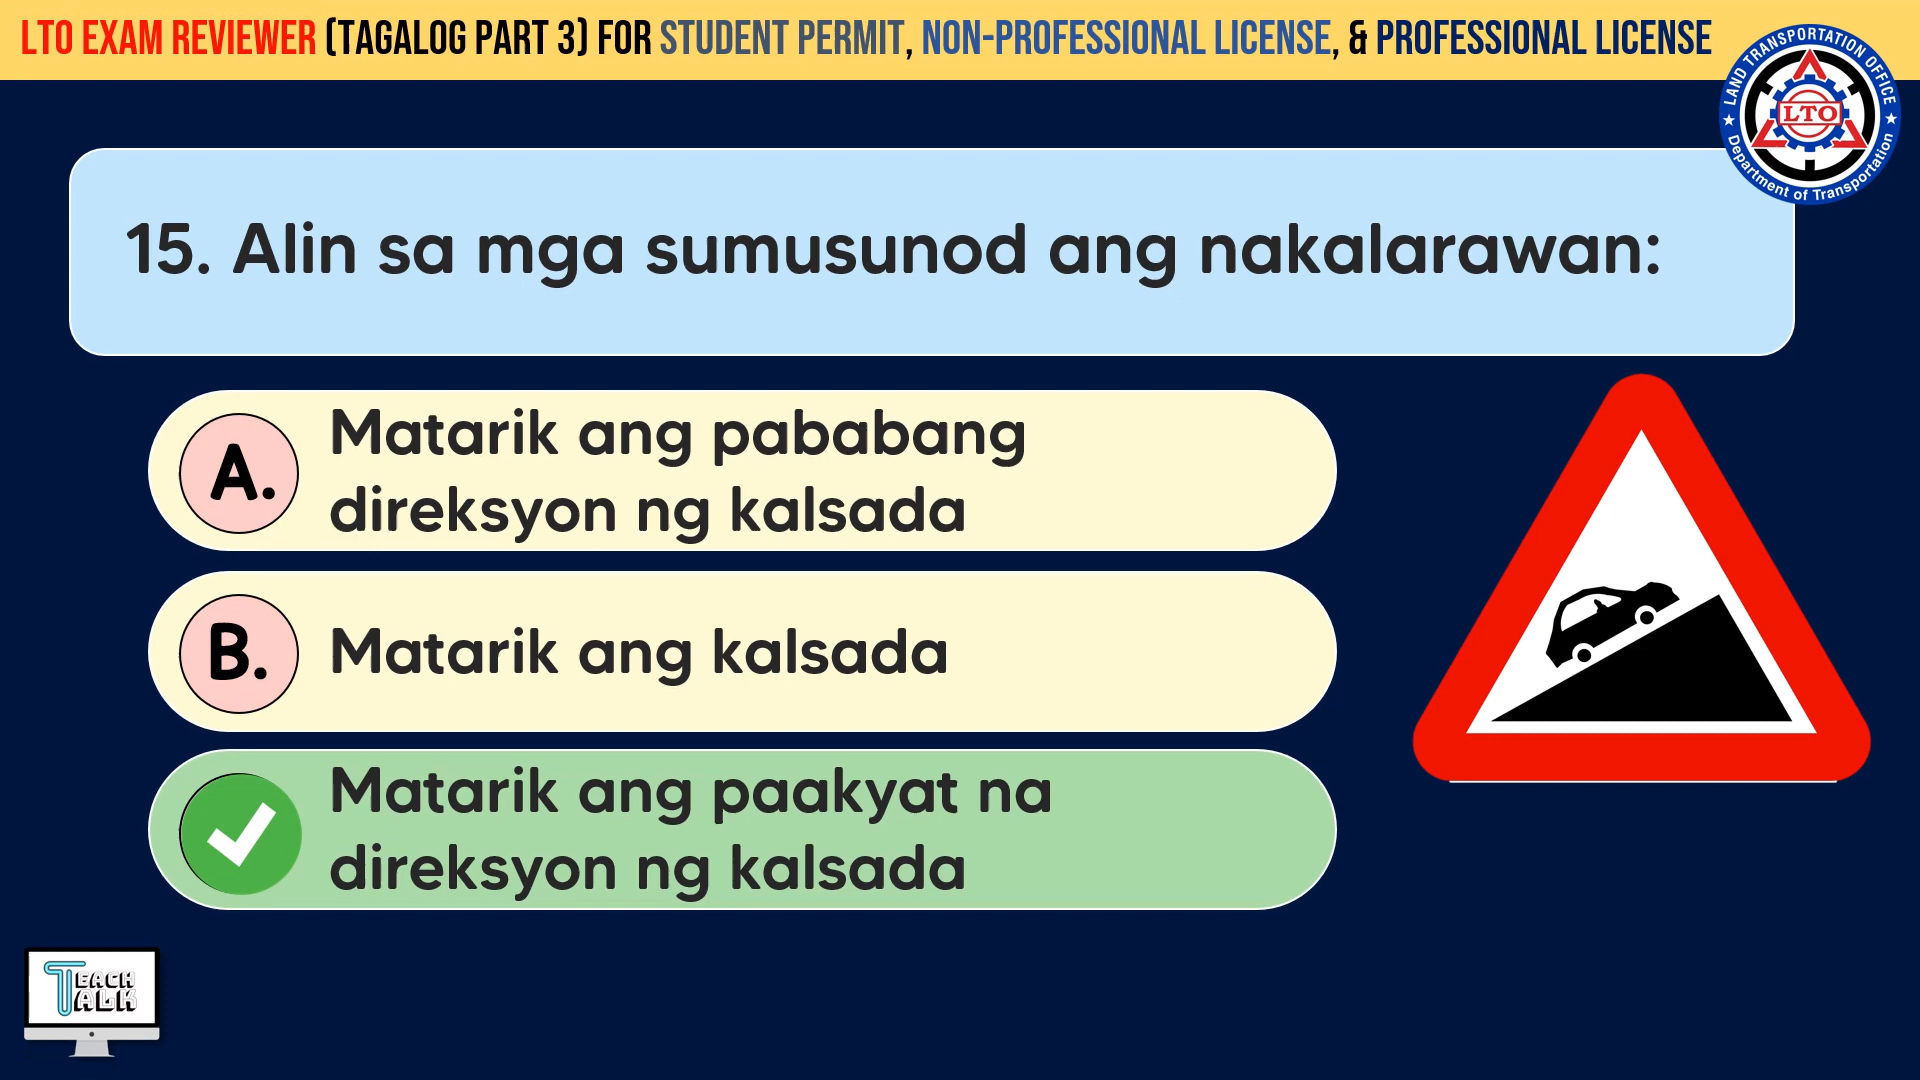 LTO EXAM REVIEWER (TAGALOG PART 3) FOR STUDENT PERMIT, NON-PROFESSIONAL LICENSE, & PROFESSIONAL LICENSE
LAND TRANSPORTATION OFFICE
LTO
Department of Transportation
15. Alin sa mga sumusunod ang nakalarawan:
A. Matarik ang pababang
direksyon ng kalsada
B. Matarik ang kalsada
Matarik ang paakyat na
direksyon ng kalsada
TEACH
TALK